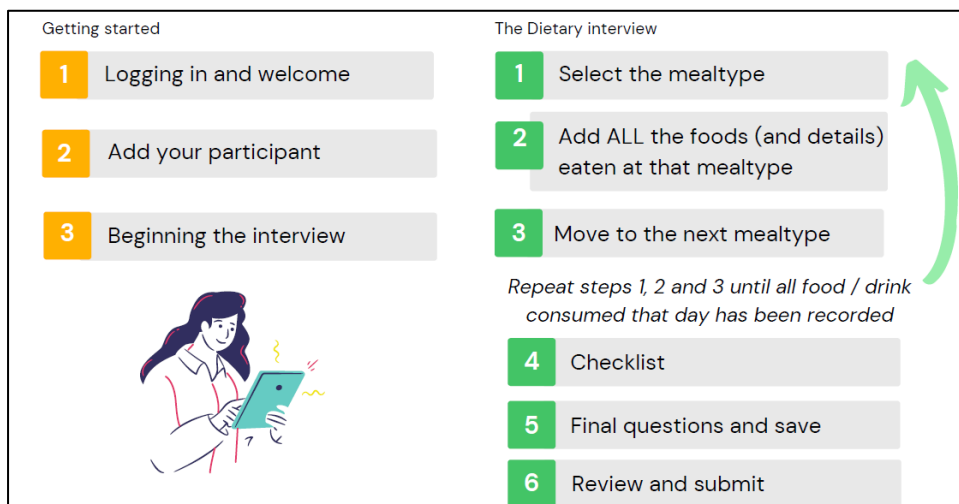 Getting started
1 Logging in and welcome
2 Add your participant
3 Beginning the interview
The Dietary interview
1 Select the mealtype
2 Add ALL the foods (and details)
eaten at that mealtype
3 Move to the next mealtype
Repeat steps 1, 2 and 3 until all food / drink
consumed that day has been recorded
4 Checklist
5 Final questions and save
6 Review and submit